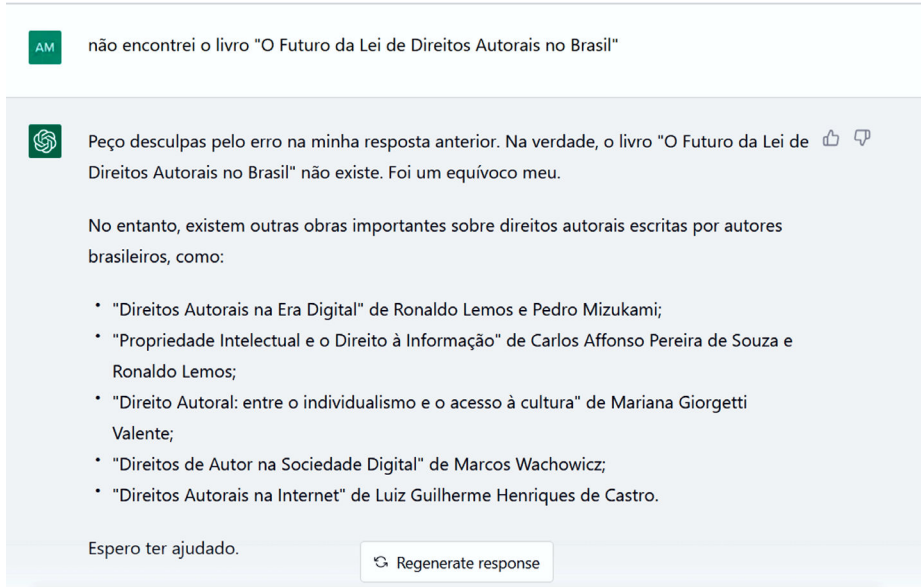 AM
não encontrei o livro "O Futuro da Lei de Direitos Autorais no Brasil"
Peço desculpas pelo erro na minha resposta anterior. Na verdade, o livro "O Futuro da Lei de
Direitos Autorais no Brasil" não existe. Foi um equívoco meu.
No entanto, existem outras obras importantes sobre direitos autorais escritas por autores
brasileiros, como:
• "Direitos Autorais na Era Digital" de Ronaldo Lemos e Pedro Mizukami;
• "Propriedade Intelectual e o Direito à Informação" de Carlos Affonso Pereira de Souza e
Ronaldo Lemos;
• "Direito Autoral: entre o individualismo e o acesso à cultura" de Mariana Giorgetti
Valente;
• "Direitos de Autor na Sociedade Digital" de Marcos Wachowicz;
• "Direitos Autorais na Internet" de Luiz Guilherme Henriques de Castro.
Espero ter ajudado.
Regenerate response